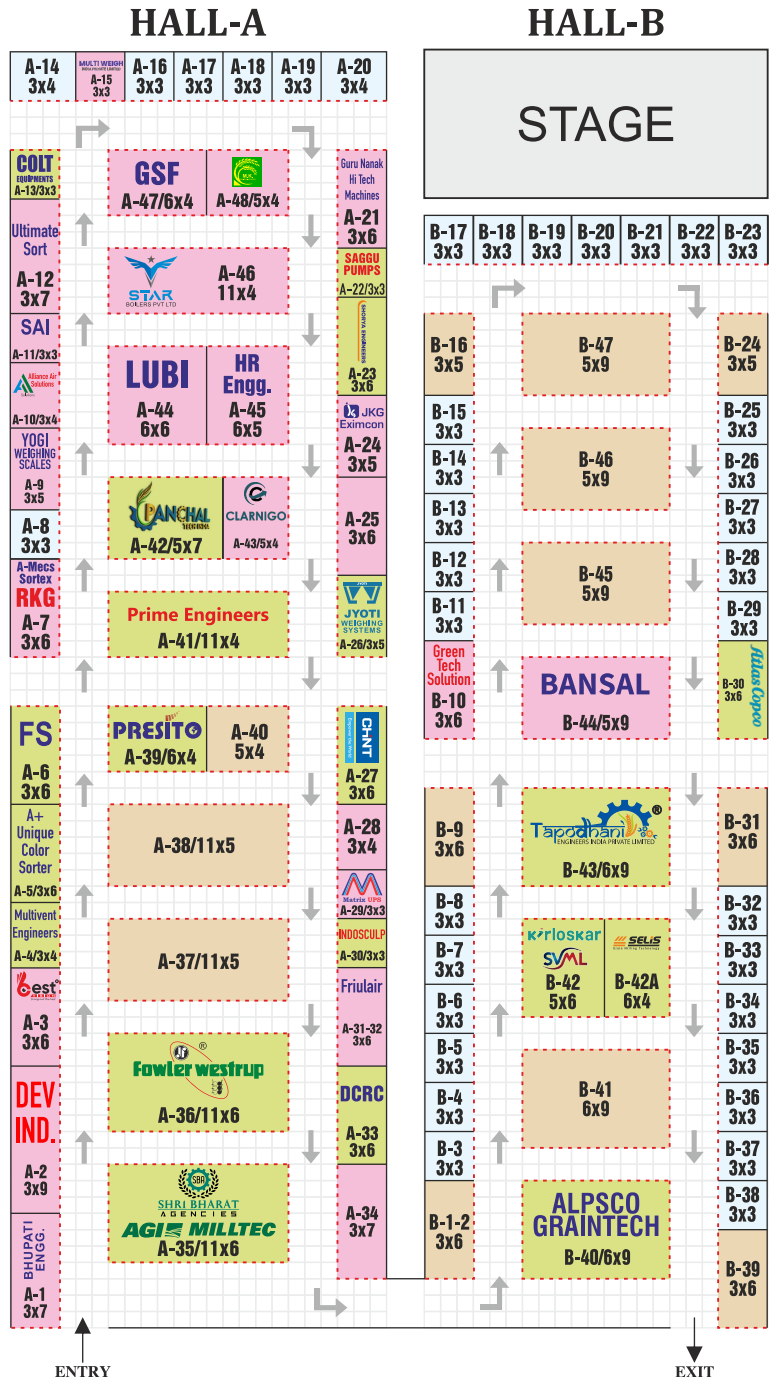 HALL-A
HALL-B
A-14
3x4
MULTI WEIGH
A-15
3x3
A-16
3x3
A-17
3x3
A-18
3x3
A-19
3x3
A-20
3x4
STAGE
COLT
EQUIPMENTS
A-13/3x3
GSF
A-47/6x4
A-48/5x4
Guru Nanak
Hi Tech
Machines
A-21
3x6
Ultimate
Sort
A-12
3x7
STAR
BOILERS PVT LTD
A-46
11x4
SAGGU
PUMPS
A-22/3x3
SAI
A-11/3x3
SHORYA ENGINEERS
A-23
3x6
Alliance Air
Solutions
A-10/3x4
LUBI
A-44
6x6
HR
Engg.
A-45
6x5
JKG
Eximcon
A-24
3x5
YOGI
WEIGHING
SCALES
A-9
3x5
PANCHAL
TECH INDIA
A-42/5x7
CLARNIGO
A-43/5x4
A-25
3x6
A-8
3x3
A-Mecs
Sortex
RKG
A-7
3x6
Prime Engineers
A-41/11x4
JYOTI
JYOTI
WEIGHING
SYSTEMS
A-26/3x5
FS
A-6
3x6
PRESITO
A-39/6x4
A-40
5x4
CHINT
Empower the World
A-27
3x6
A+
Unique
Color
Sorter
A-5/3x6
A-38/11x5
A-28
3x4
Matrix UPS
A-29/3x3
Multivent
Engineers
A-4/3x4
A-37/11x5
INDOSCULP
A-30/3x3
best
A-3
3x6
Friulair
A-31-32
3x6
®
Fowler westrup
A-36/11x6
DEV
IND.
A-2
3x9
DCRC
A-33
3x6
SBA
SHRI BHARAT
AGENCIES
AGI MILLTEC
A-35/11x6
A-34
3x7
BHUPATI
ENGG.
A-1
3x7
ENTRY
B-17
3x3
B-18
3x3
B-19
3x3
B-20
3x3
B-21
3x3
B-22
3x3
B-23
3x3
B-16
3x5
B-47
5x9
B-24
3x5
B-15
3x3
B-25
3x3
B-14
3x3
B-46
5x9
B-26
3x3
B-13
3x3
B-27
3x3
B-12
3x3
B-45
5x9
B-28
3x3
B-11
3x3
B-29
3x3
Green
Tech
Solution
B-10
3x6
BANSAL
B-44/5x9
B-30
3x6
Atlas Copco
B-9
3x6
Tapodhani
®
ENGINEERS INDIA PRIVATE LIMITED
B-43/6x9
B-31
3x6
B-8
3x3
B-32
3x3
B-7
3x3
Kirloskar
SVML
B-42
5x6
SELIS
B-42A
6x4
B-33
3x3
B-6
3x3
B-34
3x3
B-5
3x3
B-41
6x9
B-35
3x3
B-4
3x3
B-36
3x3
B-3
3x3
B-37
3x3
B-1-2
3x6
ALPSCO
GRAINTECH
B-40/6x9
B-38
3x3
B-39
3x6
EXIT